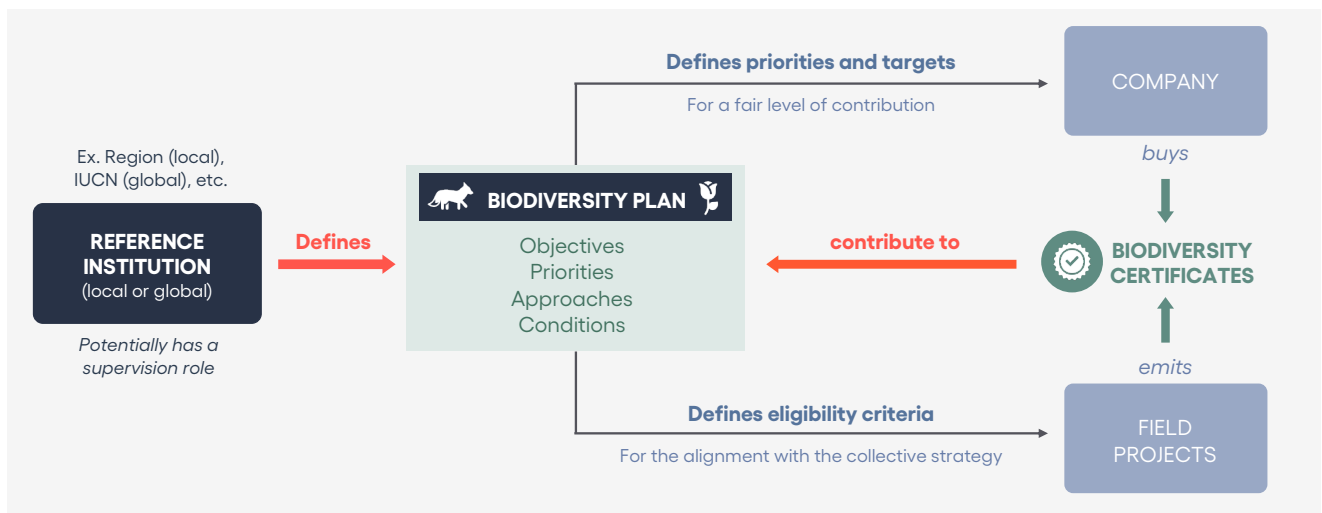 Ex. Region (local),
IUCN (global), etc.
REFERENCE
INSTITUTION
(local or global)
Potentially has a
supervision role
Defines
BIODIVERSITY PLAN
Objectives
Priorities
Approaches
Conditions
Defines priorities and targets
For a fair level of contribution
Defines eligibility criteria
For the alignment with the collective strategy
contribute to
COMPANY
buys
BIODIVERSITY
CERTIFICATES
emits
FIELD
PROJECTS